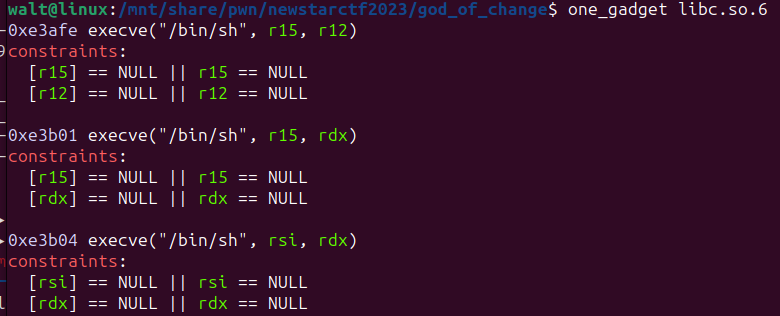 walt@linux:/mnt/share/pwn/newstarctf2023/god_of_change$ one_gadget libc.so.6
0xe3afe execve("/bin/sh", r15, r12)
constraints:
  [r15] == NULL || r15 == NULL
  [r12] == NULL || r12 == NULL

0xe3b01 execve("/bin/sh", r15, rdx)
constraints:
  [r15] == NULL || r15 == NULL
  [rdx] == NULL || rdx == NULL

0xe3b04 execve("/bin/sh", rsi, rdx)
constraints:
  [rsi] == NULL || rsi == NULL
  [rdx] == NULL || rdx == NULL